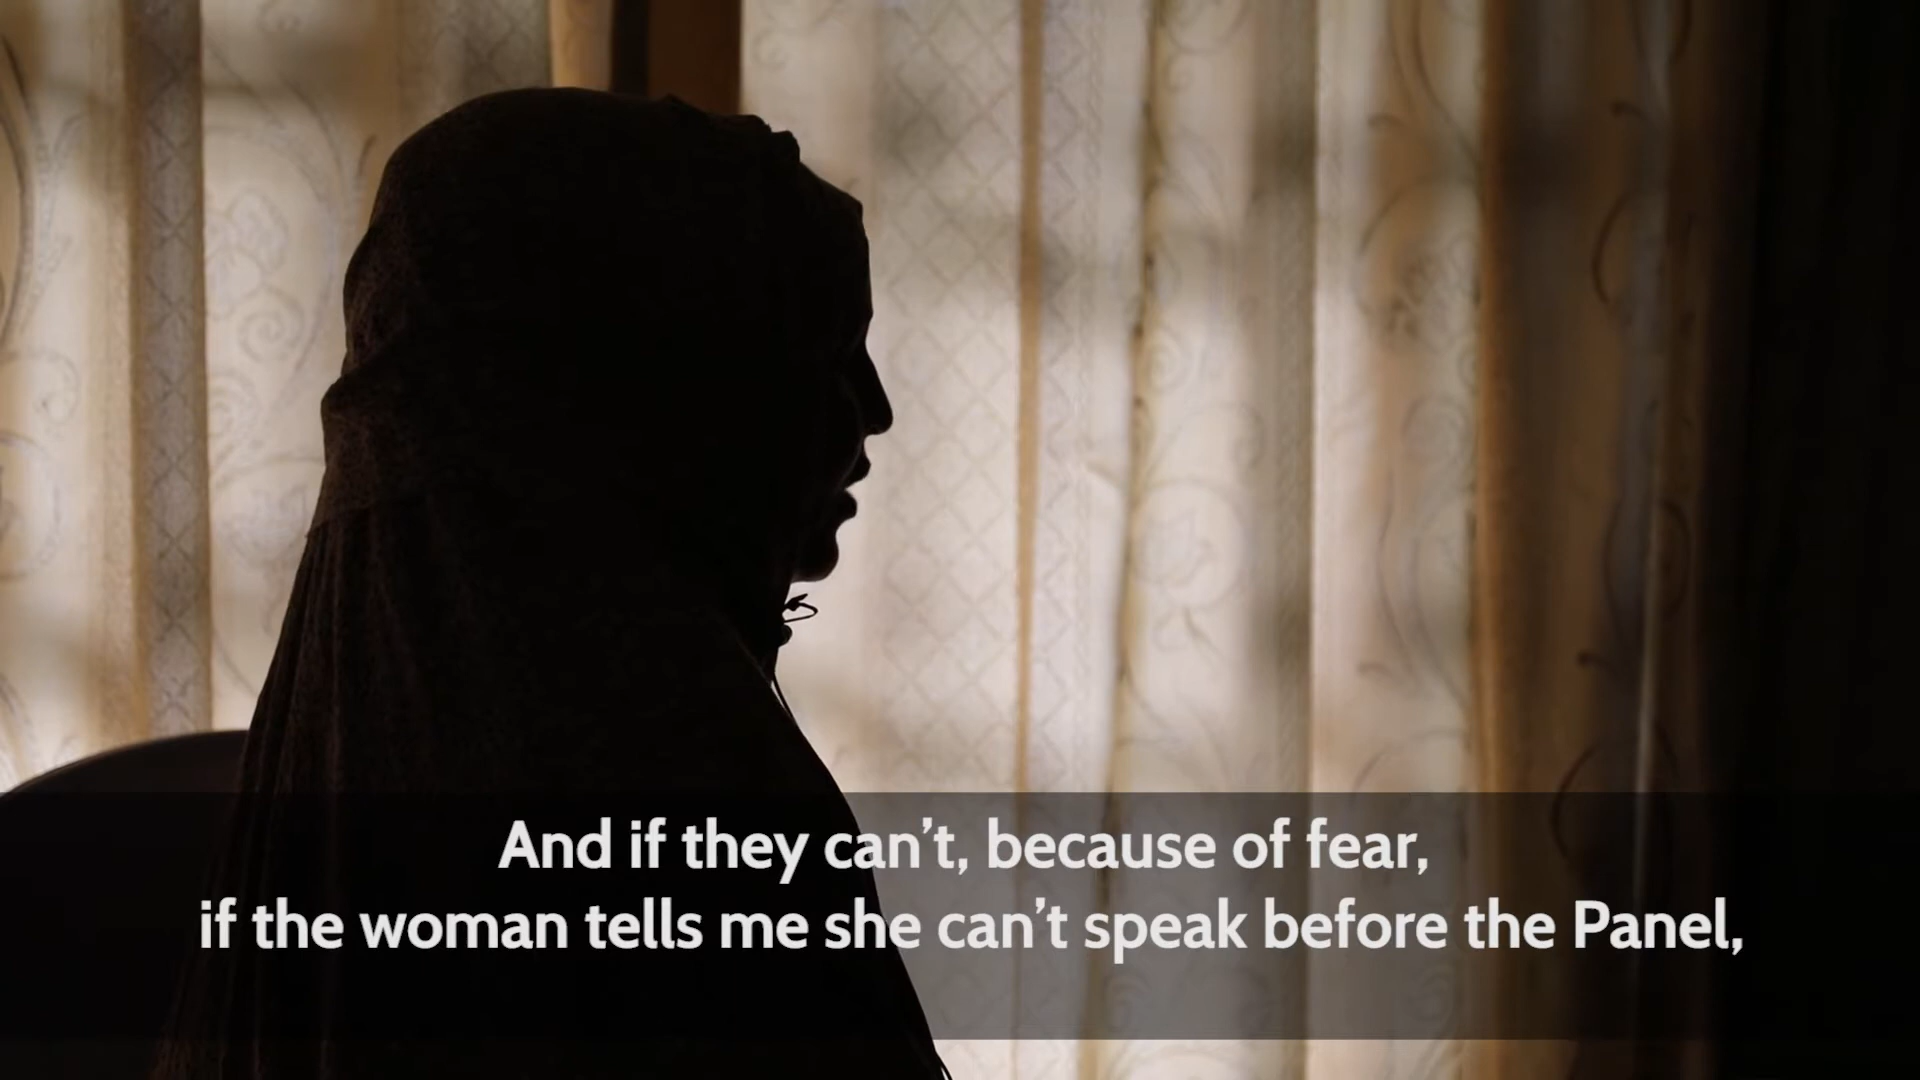 And if they can’t, because of fear,
if the woman tells me she can’t speak before the Panel,